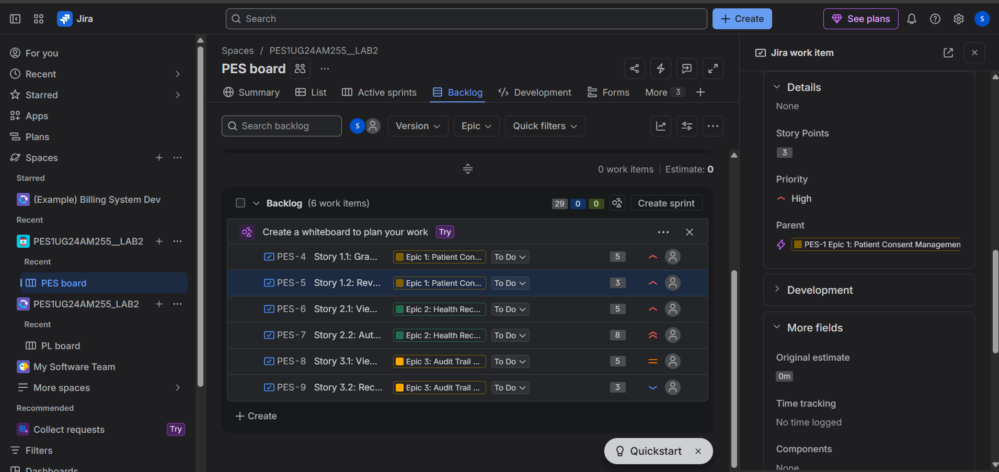 Jira
Search
Create
See plans
S
For you
Recent
Starred
Apps
Plans
Spaces
Starred
(Example) Billing System Dev
Recent
PES1UG24AM255__LAB2
Recent
PES board
PES1UG24AM255_LAB2
Recent
PL board
My Software Team
More spaces
Recommended
Collect requests Try
Filters
Dashboards
Spaces / PES1UG24AM255__LAB2
PES board
Summary List Active sprints Backlog Development Forms More 3
Search backlog S Version Epic Quick filters
0 work items Estimate: 0
Backlog (6 work items) 29 0 0 Create sprint
Create a whiteboard to plan your work Try
PES-4 Story 1.1: Gra... Epic 1: Patient Con... To Do 5
PES-5 Story 1.2: Rev... Epic 1: Patient Con... To Do 3
PES-6 Story 2.1: Vie... Epic 2: Health Rec... To Do 5
PES-7 Story 2.2: Aut... Epic 2: Health Rec... To Do 8
PES-8 Story 3.1: Vie... Epic 3: Audit Trail ... To Do 5
PES-9 Story 3.2: Rec... Epic 3: Audit Trail ... To Do 3
Create
Quickstart
Jira work item
Details
None
Story Points
3
Priority
High
Parent
PES-1 Epic 1: Patient Consent Managemen
Development
More fields
Original estimate
0m
Time tracking
No time logged
Components
None